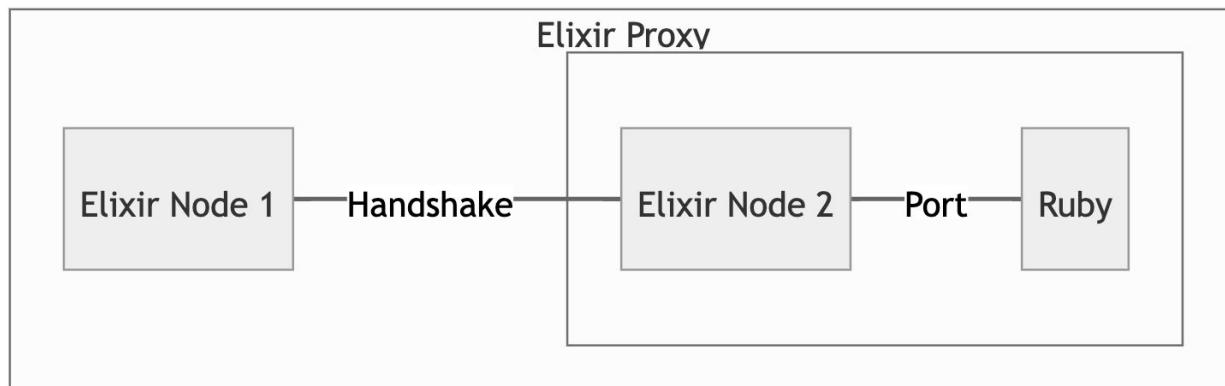 Elixir Proxy
Elixir Node 1
Handshake
Elixir Node 2
Port
Ruby